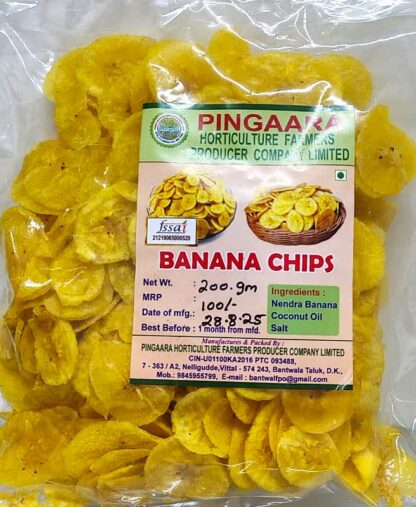 PINGAARA
HORTICULTURE FARMERS
PRODUCER COMPANY LIMITED
fssai
21219065000529
BANANA CHIPS
Net Wt. : 200.gm
MRP : 100/-
Date of mfg.: 28-8-25
Best Before : 1 month from mfd.
Ingredients :
Nendra Banana
Coconut Oil
Salt
Manufactures & Packed By :
PINGAARA HORTICULTURE FARMERS PRODUCER COMPANY LIMITED
CIN-U01100KA2016 PTC 093488,
7 - 363 / A2, Nelligudde,Vittal - 574 243, Bantwala Taluk, D.K.,
Mob.: 9845955799, E-mail : bantwalfpo@gmail.com